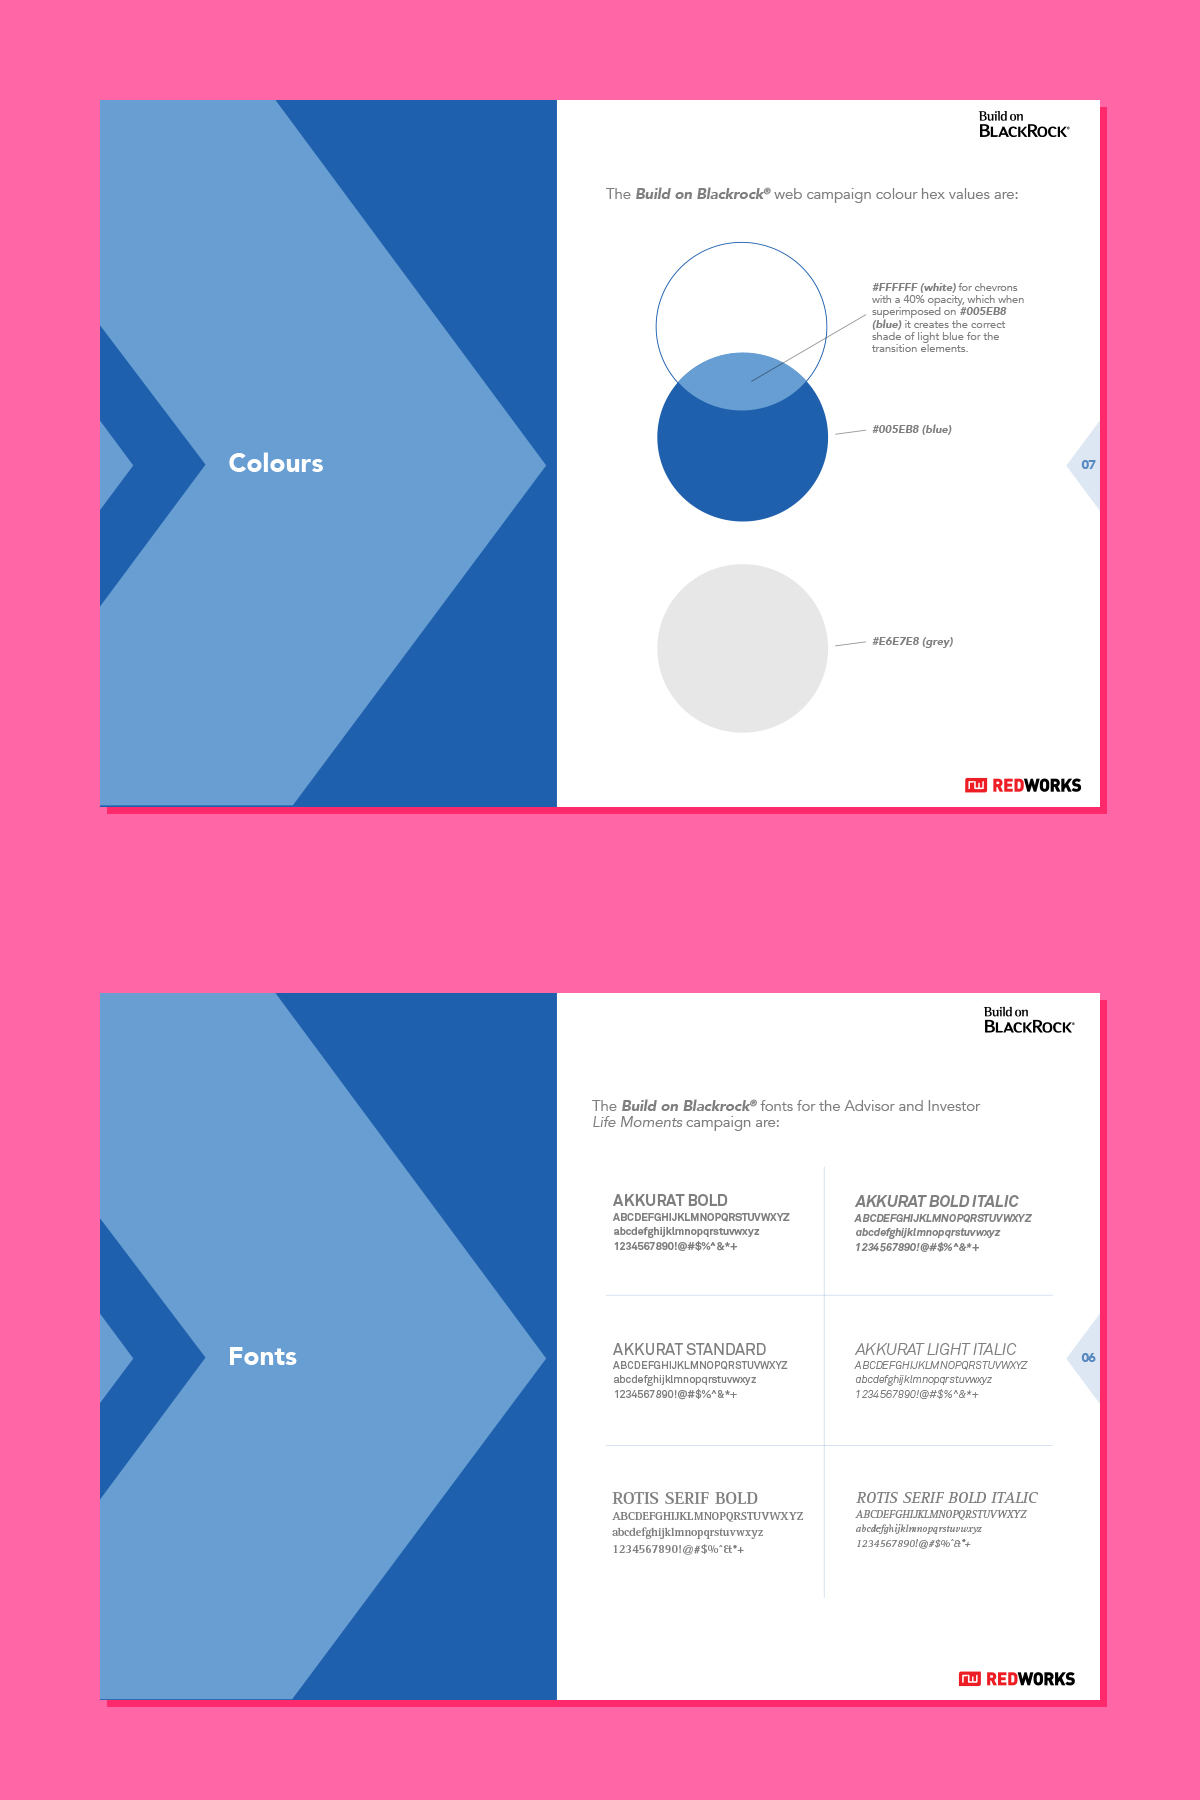 Build on
BLACKROCK®
The Build on Blackrock® web campaign colour hex values are:
#FFFFFF (white) for chevrons
with a 40% opacity, which when
superimposed on #005EB8
(blue) it creates the correct
shade of light blue for the
transition elements.
Colours
#005EB8 (blue)
07
#E6E7E8 (grey)
REDWORKS
Build on
BLACKROCK®
The Build on Blackrock® fonts for the Advisor and Investor
Life Moments campaign are:
AKKURAT BOLD
ABCDEFGHIJKLMNOPQRSTUVWXYZ
abcdefghijklmnopqrstuvwxyz
1234567890!@#$%^&*+
AKKURAT BOLD ITALIC
ABCDEFGHIJKLMNOPQRSTUVWXYZ
abcdefghijklmnopqrstuvwxyz
1234567890!@#$%^&*+
Fonts
AKKURAT STANDARD
ABCDEFGHIJKLMNOPQRSTUVWXYZ
abcdefghijklmnopqrstuvwxyz
1234567890!@#$%^&*+
AKKURAT LIGHT ITALIC
ABCDEFGHIJKLMNOPQRSTUVWXYZ
abcdefghijklmnopqrstuvwxyz
1234567890!@#$%^&*+
06
ROTIS SERIF BOLD
ABCDEFGHIJKLMNOPQRSTUVWXYZ
abcdefghijklmnopqrstuvwxyz
1234567890!@#$%^&*+
ROTIS SERIF BOLD ITALIC
ABCDEFGHIJKLMNOPQRSTUVWXYZ
abcdefghijklmnopqrstuvwxyz
1234567890!@#$%^&*+
REDWORKS